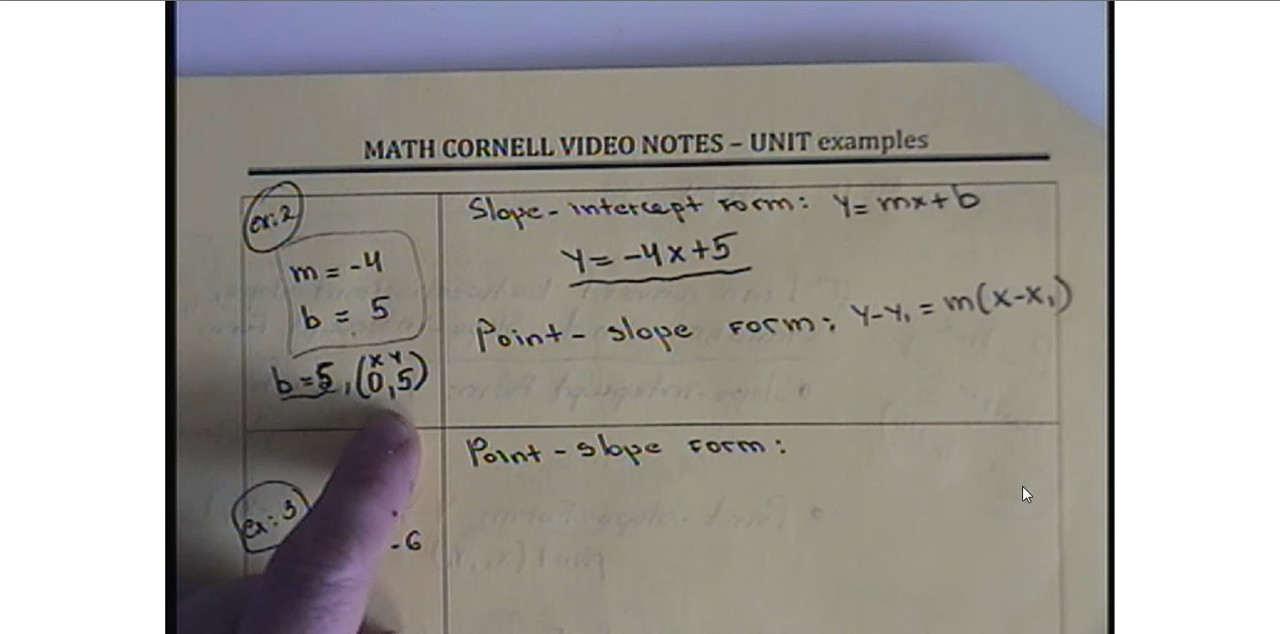 MATH CORNELL VIDEO NOTES – UNIT examples
ex:2
m = -4
b = 5
b = 5, (0, 5)
x y
Slope-intercept form: y = mx + b
y = -4x + 5
Point-slope form: y - y₁ = m(x - x₁)
Point-slope form:
ex:3
-6